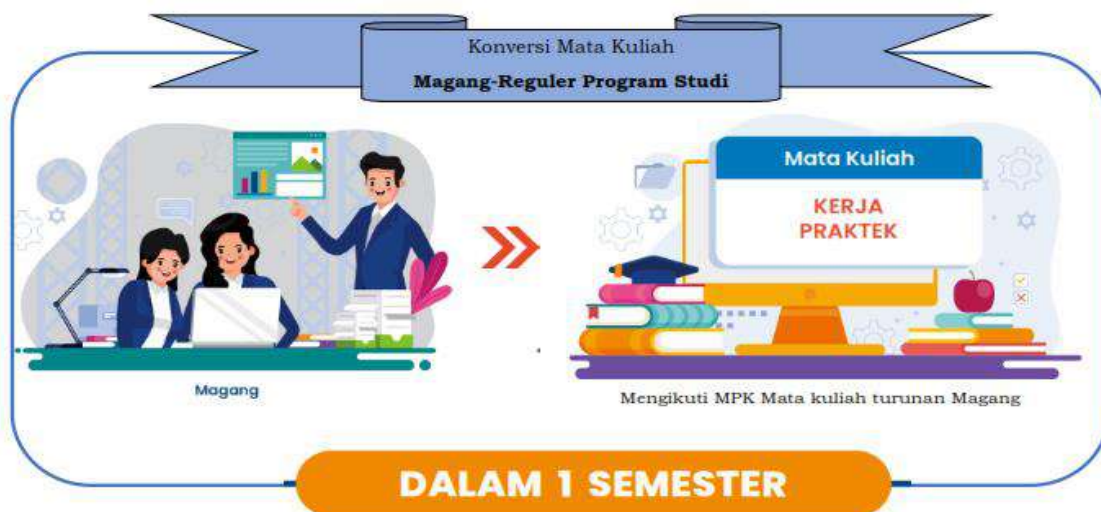 Konversi Mata Kuliah
Magang-Reguler Program Studi
Mata Kuliah
KERJA
PRAKTEK
Magang
Mengikuti MPK Mata kuliah turunan Magang
DALAM 1 SEMESTER